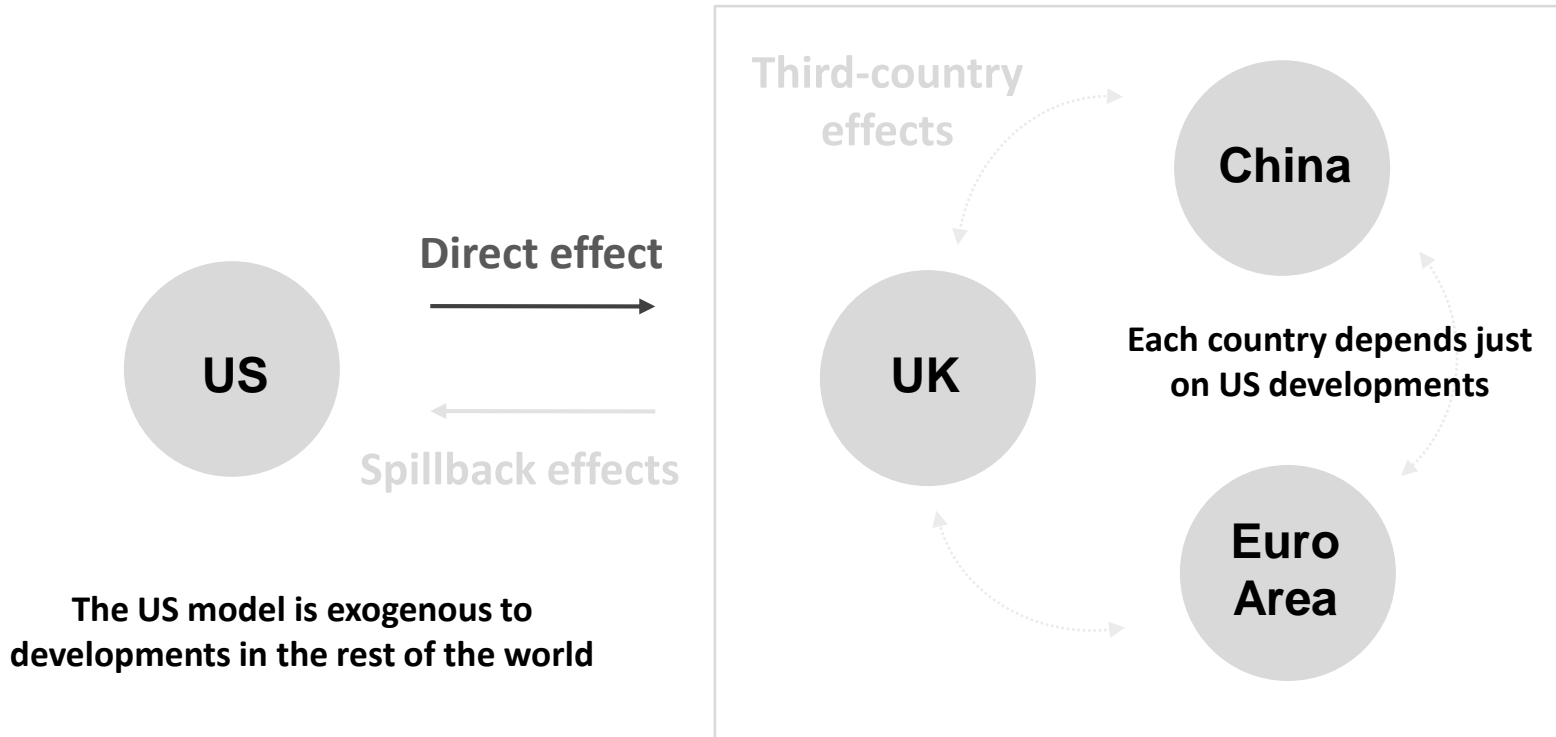 Third-country
effects
China
Direct effect
US
UK
Each country depends just
on US developments
Spillback effects
Euro
Area
The US model is exogenous to
developments in the rest of the world